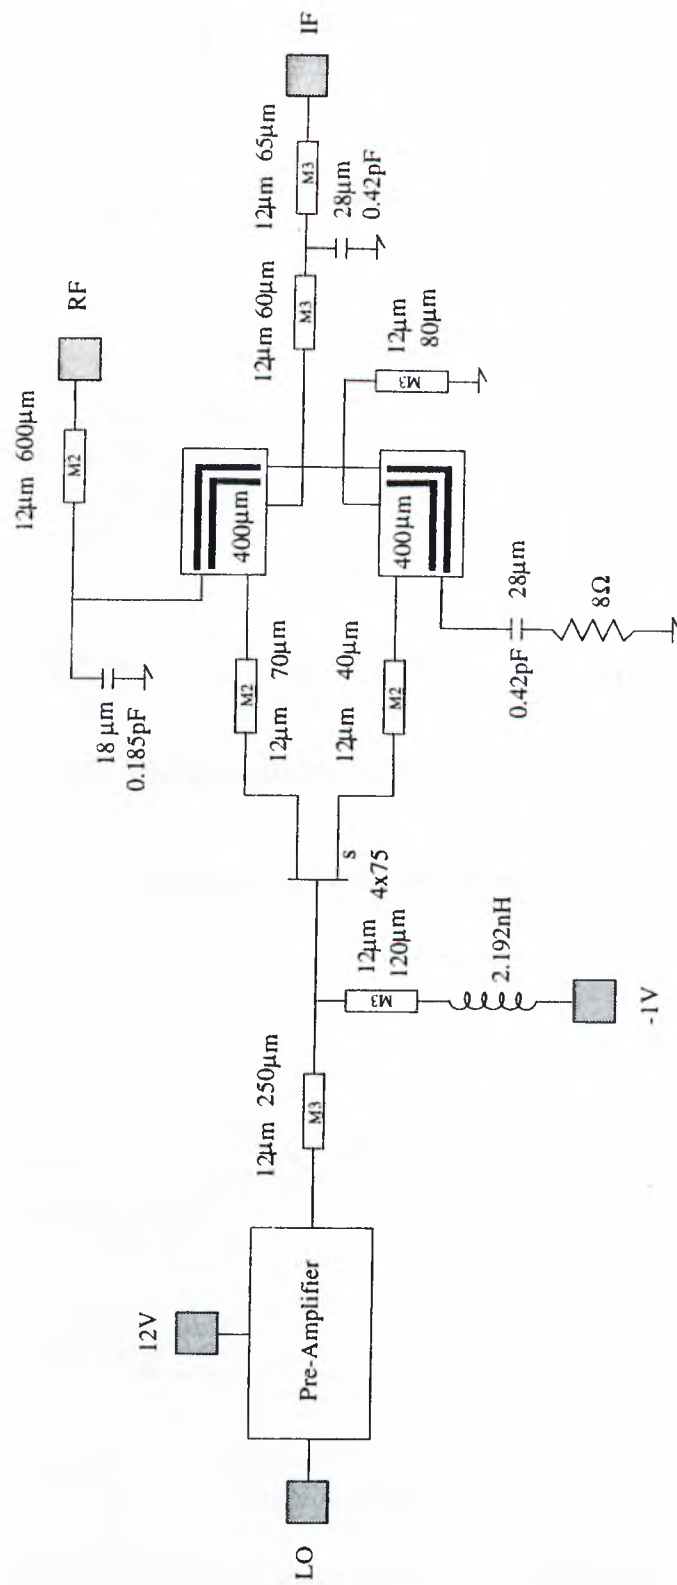 LO
12V
Pre-Amplifier
12µm 250µm
M3
12µm
120µm
M3
2.192nH
-1V
s
4x75
12µm 70µm
M2
12µm 40µm
M2
18 µm
0.185pF
12µm 600µm
M2
RF
400µm
400µm
0.42pF
28µm
8Ω
12µm 60µm
M3
12µm
80µm
M3
28µm
0.42pF
12µm 65µm
M3
IF